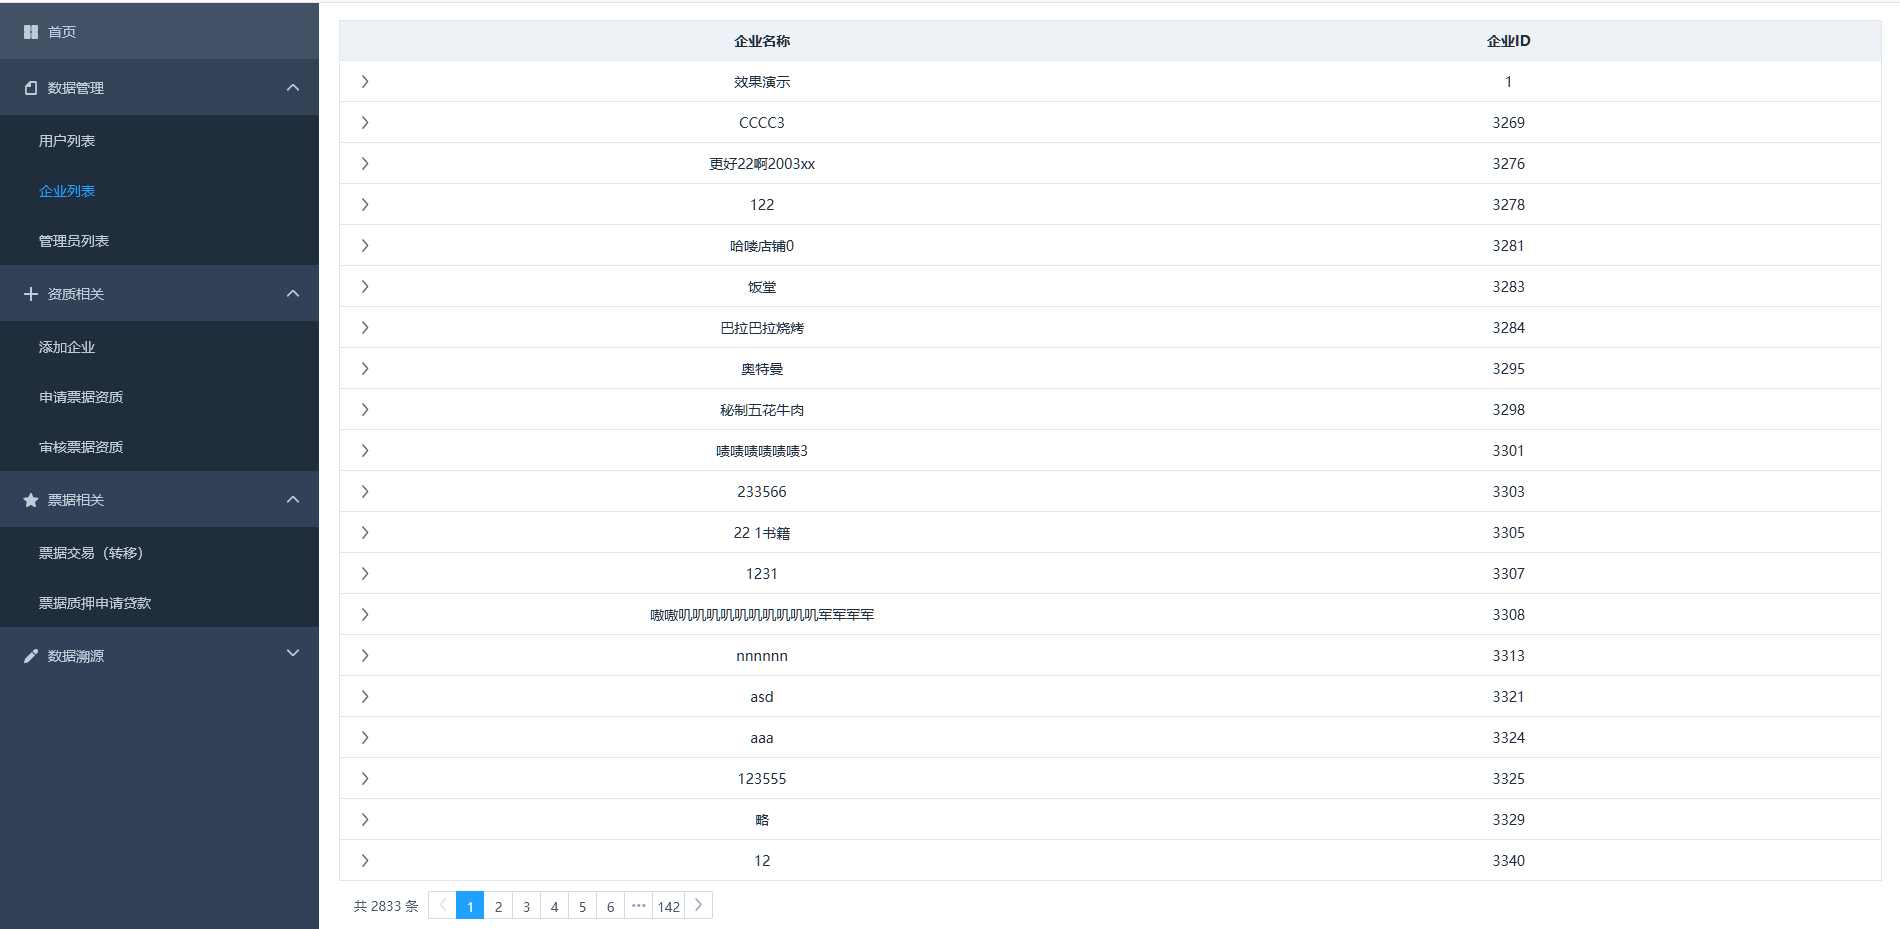 首页
数据管理
用户列表
企业列表
管理员列表
资质相关
添加企业
申请票据资质
审核票据资质
票据相关
票据交易（转移）
票据质押申请贷款
数据溯源
企业名称 企业ID
效果演示 1
CCCC3 3269
更好22啊2003xx 3276
122 3278
哈喽店铺0 3281
饭堂 3283
巴拉巴拉烧烤 3284
奥特曼 3295
秘制五花牛肉 3298
啧啧啧啧啧啧3 3301
233566 3303
22 1书籍 3305
1231 3307
嗷嗷叽叽叽叽叽叽叽叽叽叽军军军军 3308
nnnnnn 3313
asd 3321
aaa 3324
123555 3325
略 3329
12 3340
共 2833 条 1 2 3 4 5 6 ··· 142